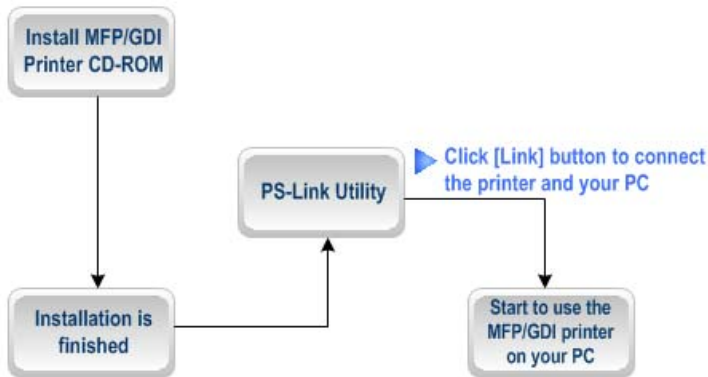 Install MFP/GDI
Printer CD-ROM
Click [Link] button to connect
the printer and your PC
PS-Link Utility
Installation is
finished
Start to use the
MFP/GDI printer
on your PC